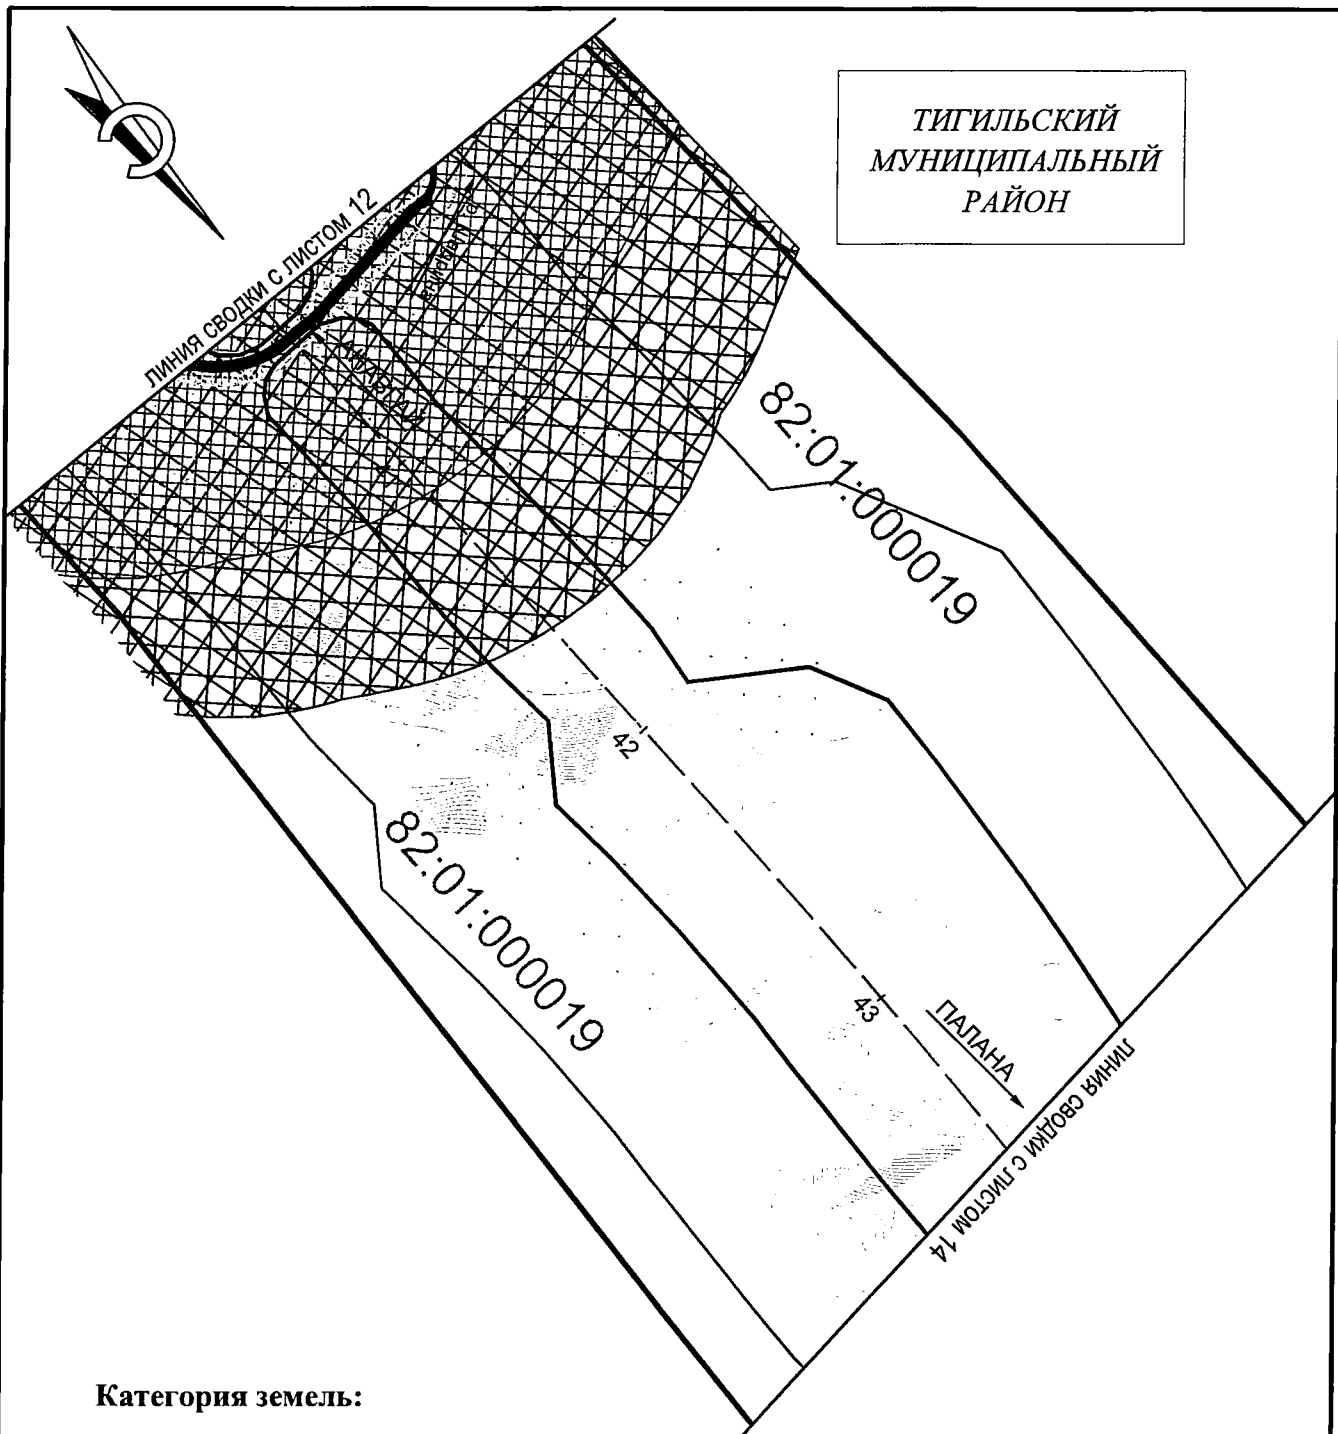 С
ТИГИЛЬСКИЙ
МУНИЦИПАЛЬНЫЙ
РАЙОН
ЛИНИЯ СВОДКИ С ЛИСТОМ 12
82:01:000019
42
82:01:000019
43
ПАЛАНА
ЛИНИЯ СВОДКИ С ЛИСТОМ 14
Категория земель: